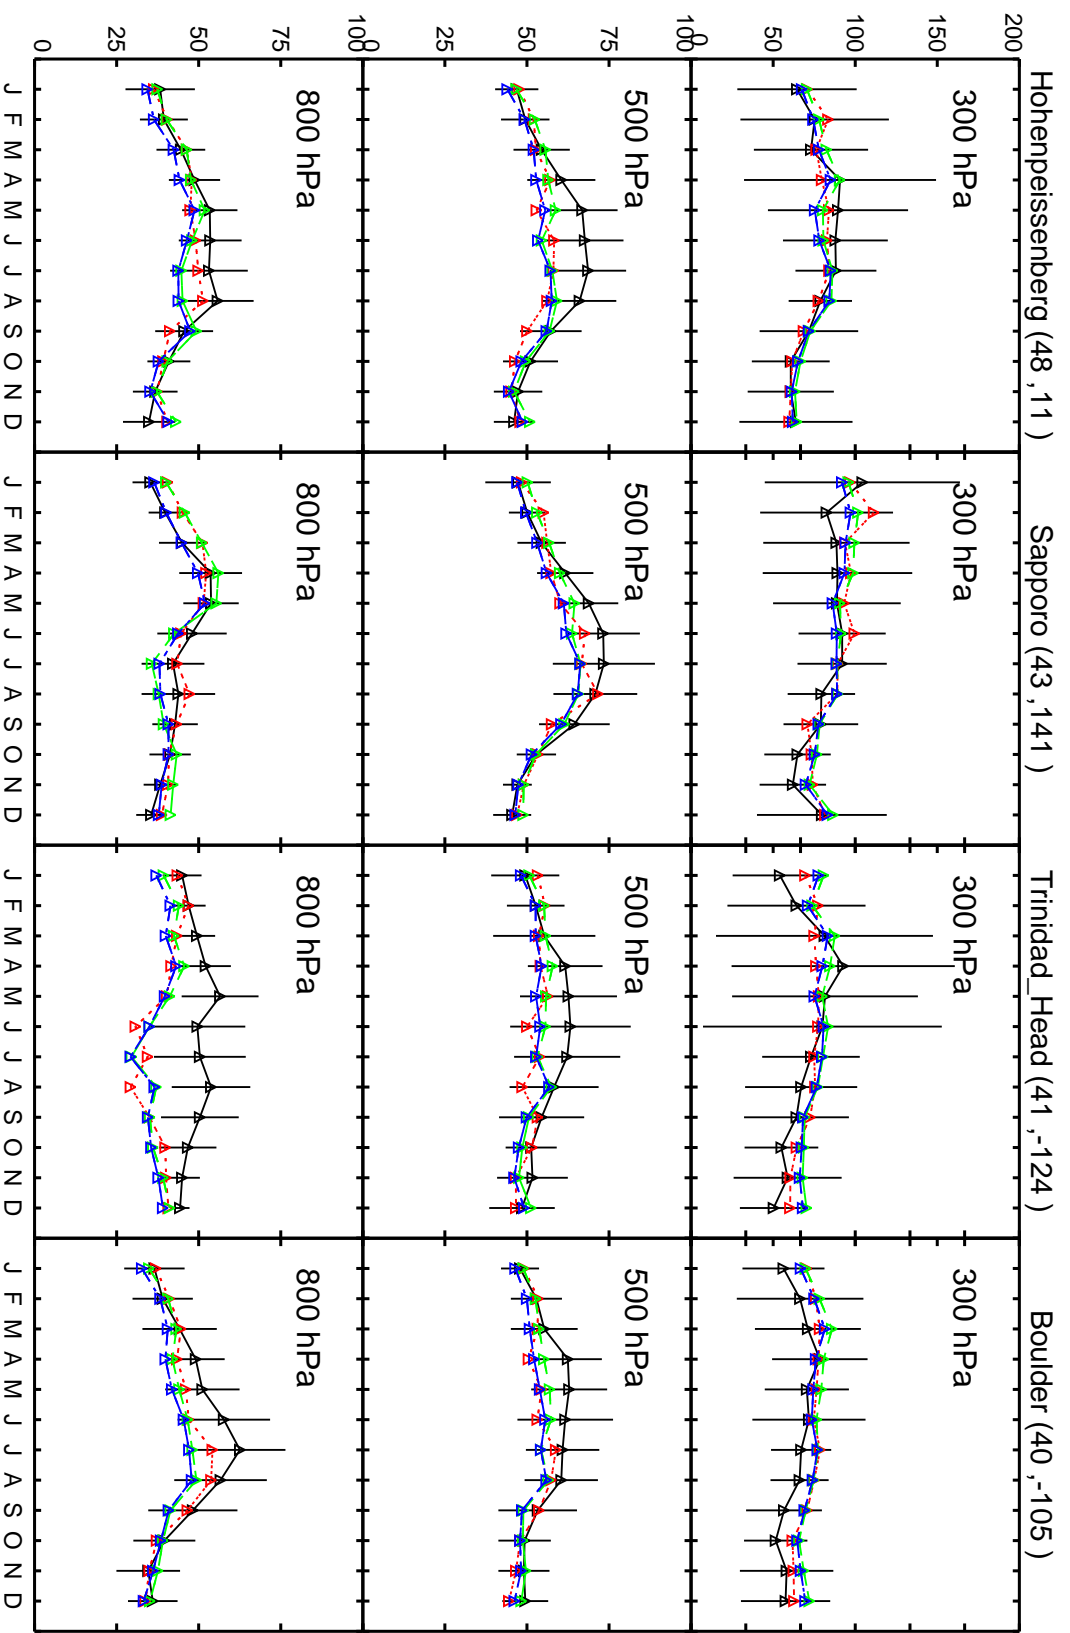 Hohenpeissenberg (48 , 11 )
Sapporo (43 ,141 )
Trinidad_Head (41 ,-124 )
Boulder (40 ,-105 )
200
150
100
50
0
300 hPa
300 hPa
300 hPa
300 hPa
100
75
50
0
500 hPa
500 hPa
500 hPa
500 hPa
100
75
50
25
0
800 hPa
800 hPa
800 hPa
800 hPa
J F M A M J J A S O N D
J F M A M J J A S O N D
J F M A M J J A S O N D
J F M A M J J A S O N D